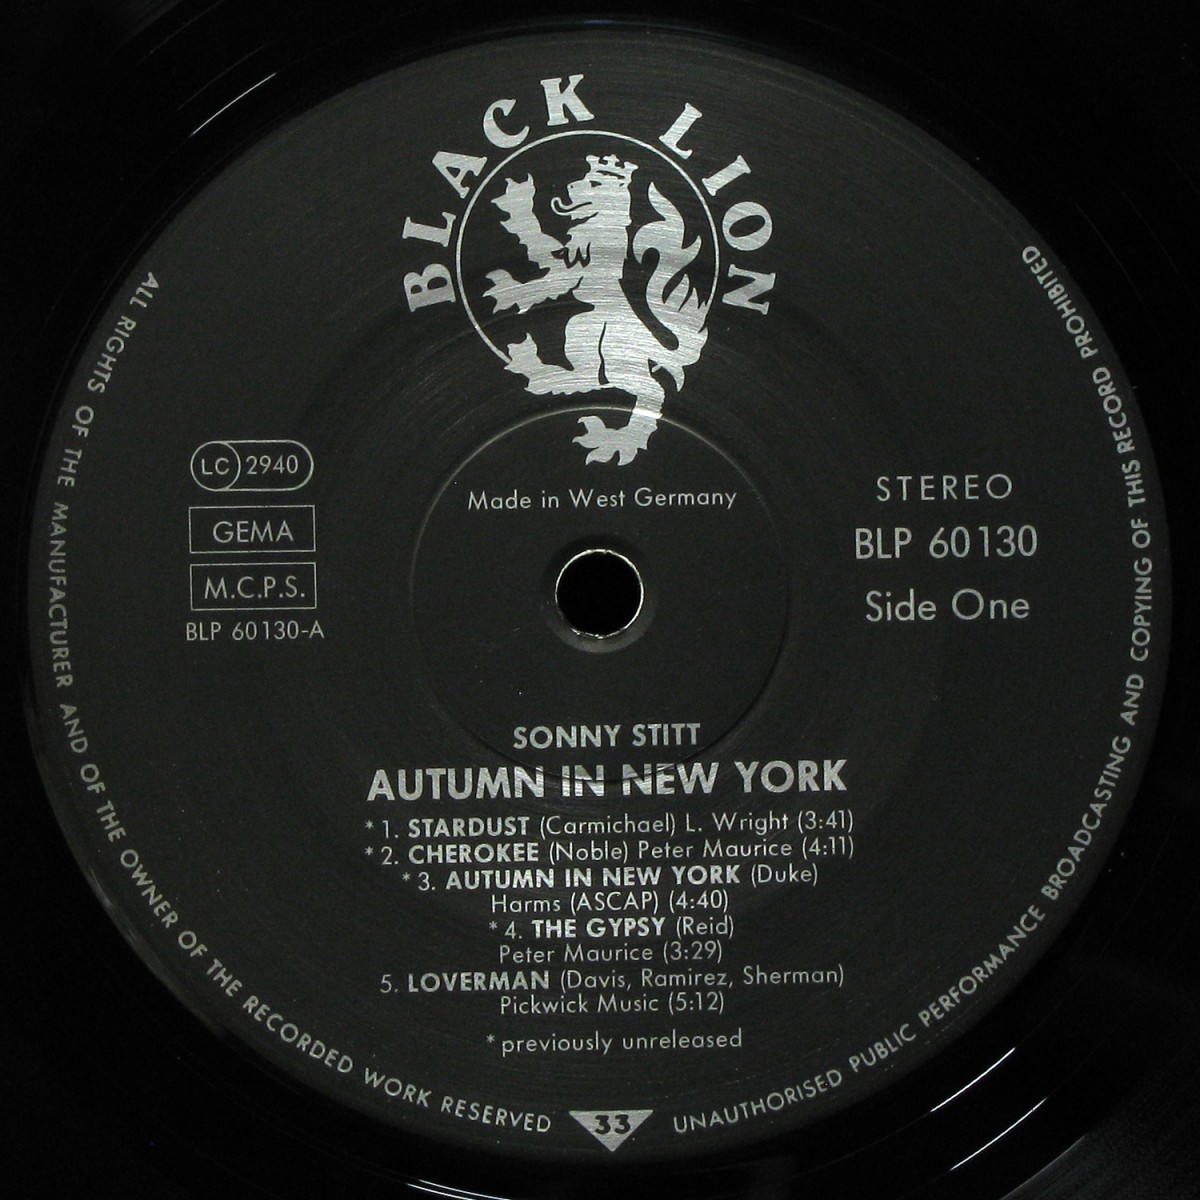 BLACK LION
Made in West Germany
LC 2940
GEMA
M.C.P.S.
BLP 60130-A
STEREO
BLP 60130
Side One
SONNY STITT
AUTUMN IN NEW YORK
* 1. STARDUST (Carmichael) L. Wright (3:41)
* 2. CHEROKEE (Noble) Peter Maurice (4:11)
* 3. AUTUMN IN NEW YORK (Duke)
Harms (ASCAP) (4:40)
* 4. THE GYPSY (Reid)
Peter Maurice (3:29)
5. LOVERMAN (Davis, Ramirez, Sherman)
Pickwick Music (5:12)
* previously unreleased
ALL RIGHTS OF THE MANUFACTURER AND OF THE OWNER OF THE RECORDED WORK RESERVED
33
UNAUTHORISED PUBLIC PERFORMANCE BROADCASTING AND COPYING OF THIS RECORD PROHIBITED